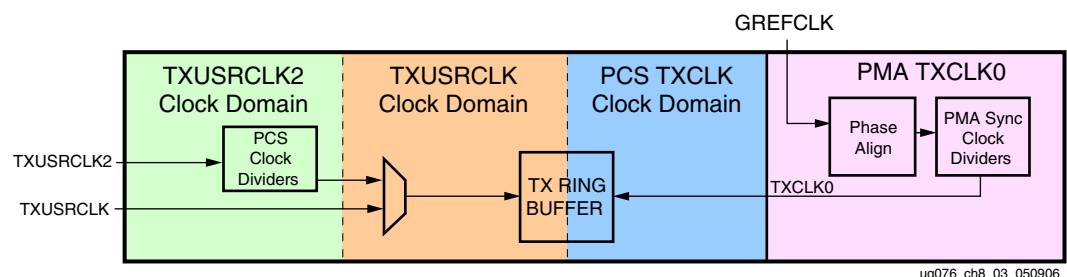 GREFCLK
TXUSRCLK2
Clock Domain
TXUSRCLK
Clock Domain
PCS TXCLK
Clock Domain
PMA TXCLK0
PCS
Clock
Dividers
Phase
Align
PMA Sync
Clock
Dividers
TXUSRCLK2
TXUSRCLK
TX RING
BUFFER
TXCLK0
ug076_ch8_03_050906